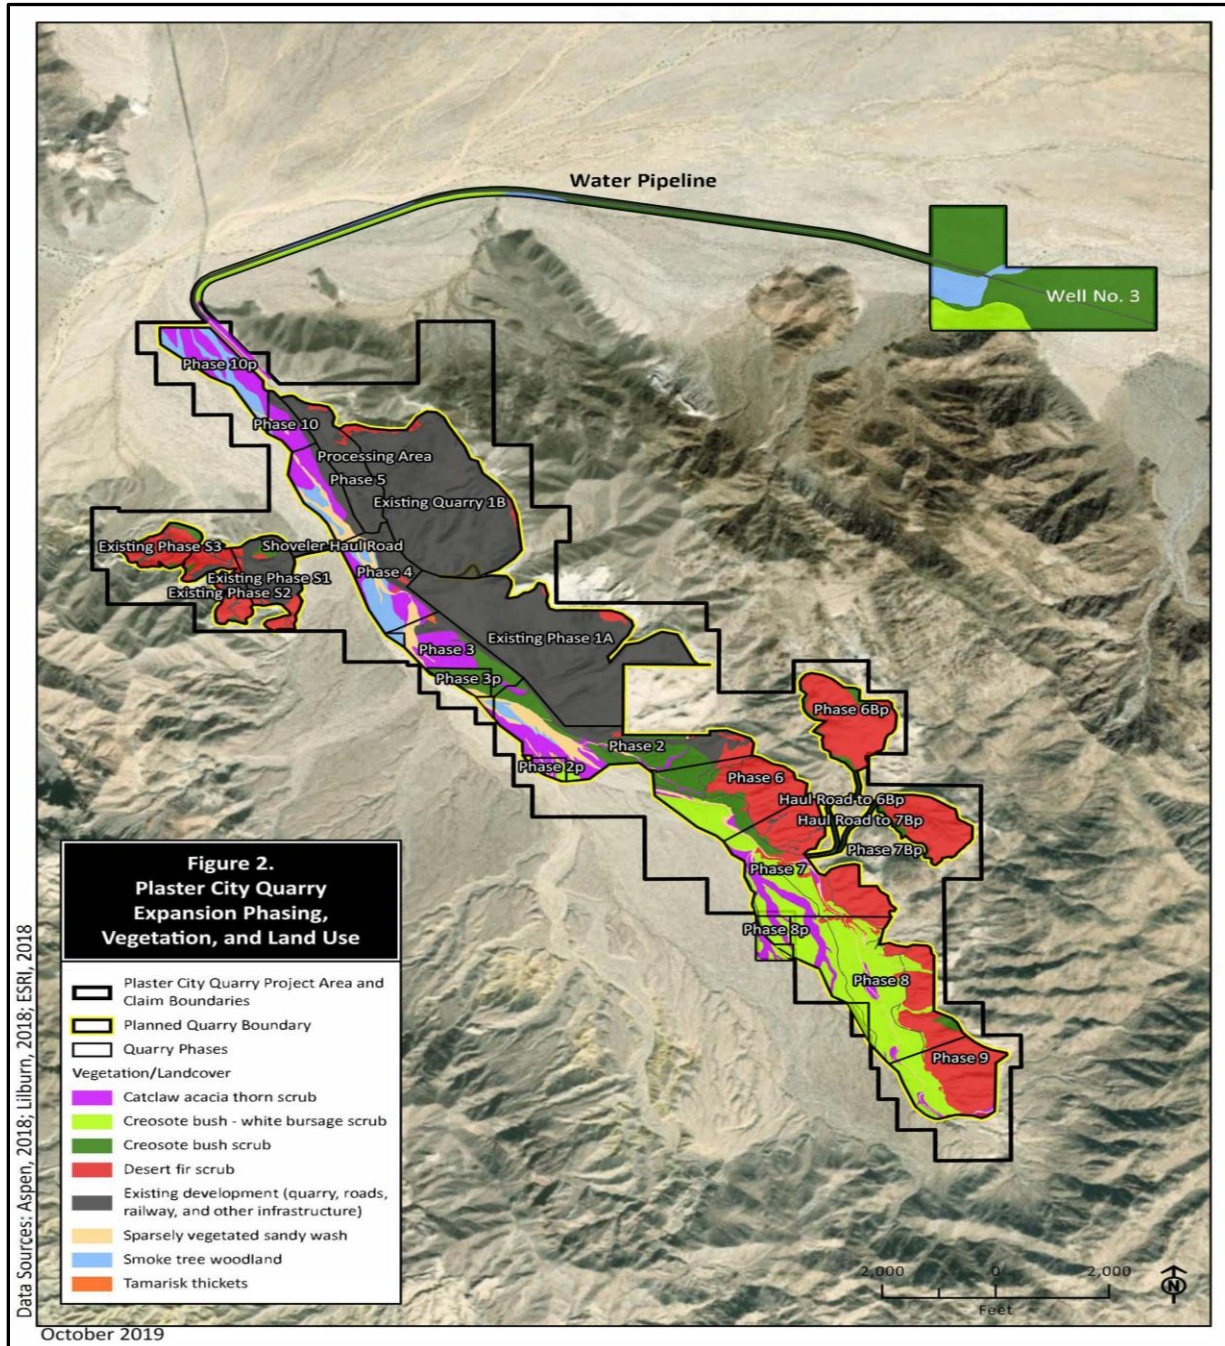 Water Pipeline
Well No. 3
Phase 10p
Phase 10
Processing Area
Phase 5
Existing Quarry 1B
Existing Phase S3
Shoveler Haul Road
Existing Phase S1
Existing Phase S2
Phase 4
Existing Phase 1A
Phase 3
Phase 3p
Phase 6Bp
Phase 2
Phase 2p
Phase 6
Haul Road to 6Bp
Haul Road to 7Bp
Phase 7Bp
Phase 7
Phase 8p
Phase 8
Phase 9
Figure 2.
Plaster City Quarry
Expansion Phasing,
Vegetation, and Land Use
Plaster City Quarry Project Area and
Claim Boundaries
Planned Quarry Boundary
Quarry Phases
Vegetation/Landcover
Catclaw acacia thorn scrub
Creosote bush - white bursage scrub
Creosote bush scrub
Desert fir scrub
Existing development (quarry, roads,
railway, and other infrastructure)
Sparsely vegetated sandy wash
Smoke tree woodland
Tamarisk thickets
2,000 0 2,000
Feet
N
Data Sources: Aspen, 2018; Lilburn, 2018; ESRI, 2018
October 2019